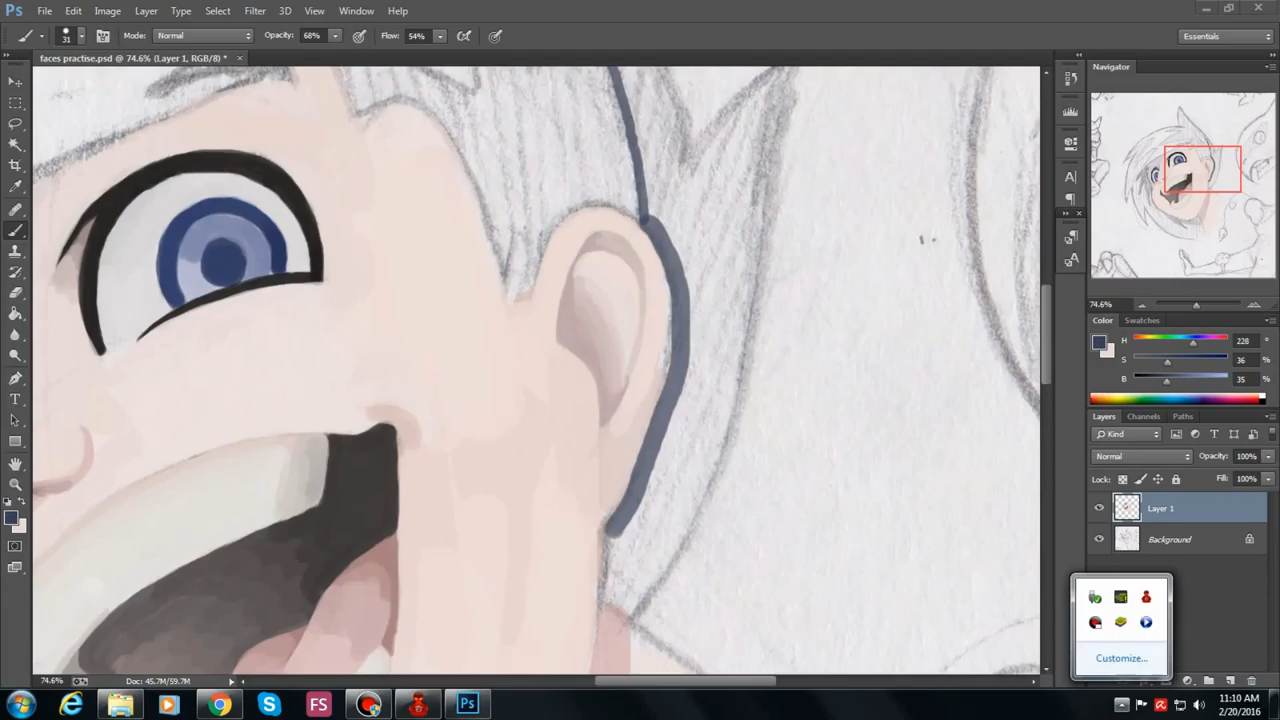 Ps File Edit Image Layer Type Select Filter 3D View Window Help
31 Mode: Normal Opacity: 68% Flow: 54% Essentials
faces practise.psd @ 74.6% (Layer 1, RGB/8) * ×
Navigator
74.6%
Color Swatches
H 228 °
S 36 %
B 35 %
Layers Channels Paths
Kind
Normal Opacity: 100%
Lock: Fill: 100%
Layer 1
Background
Customize...
74.6% Doc: 45.7M/59.7M
FS Ps
11:10 AM
2/20/2016